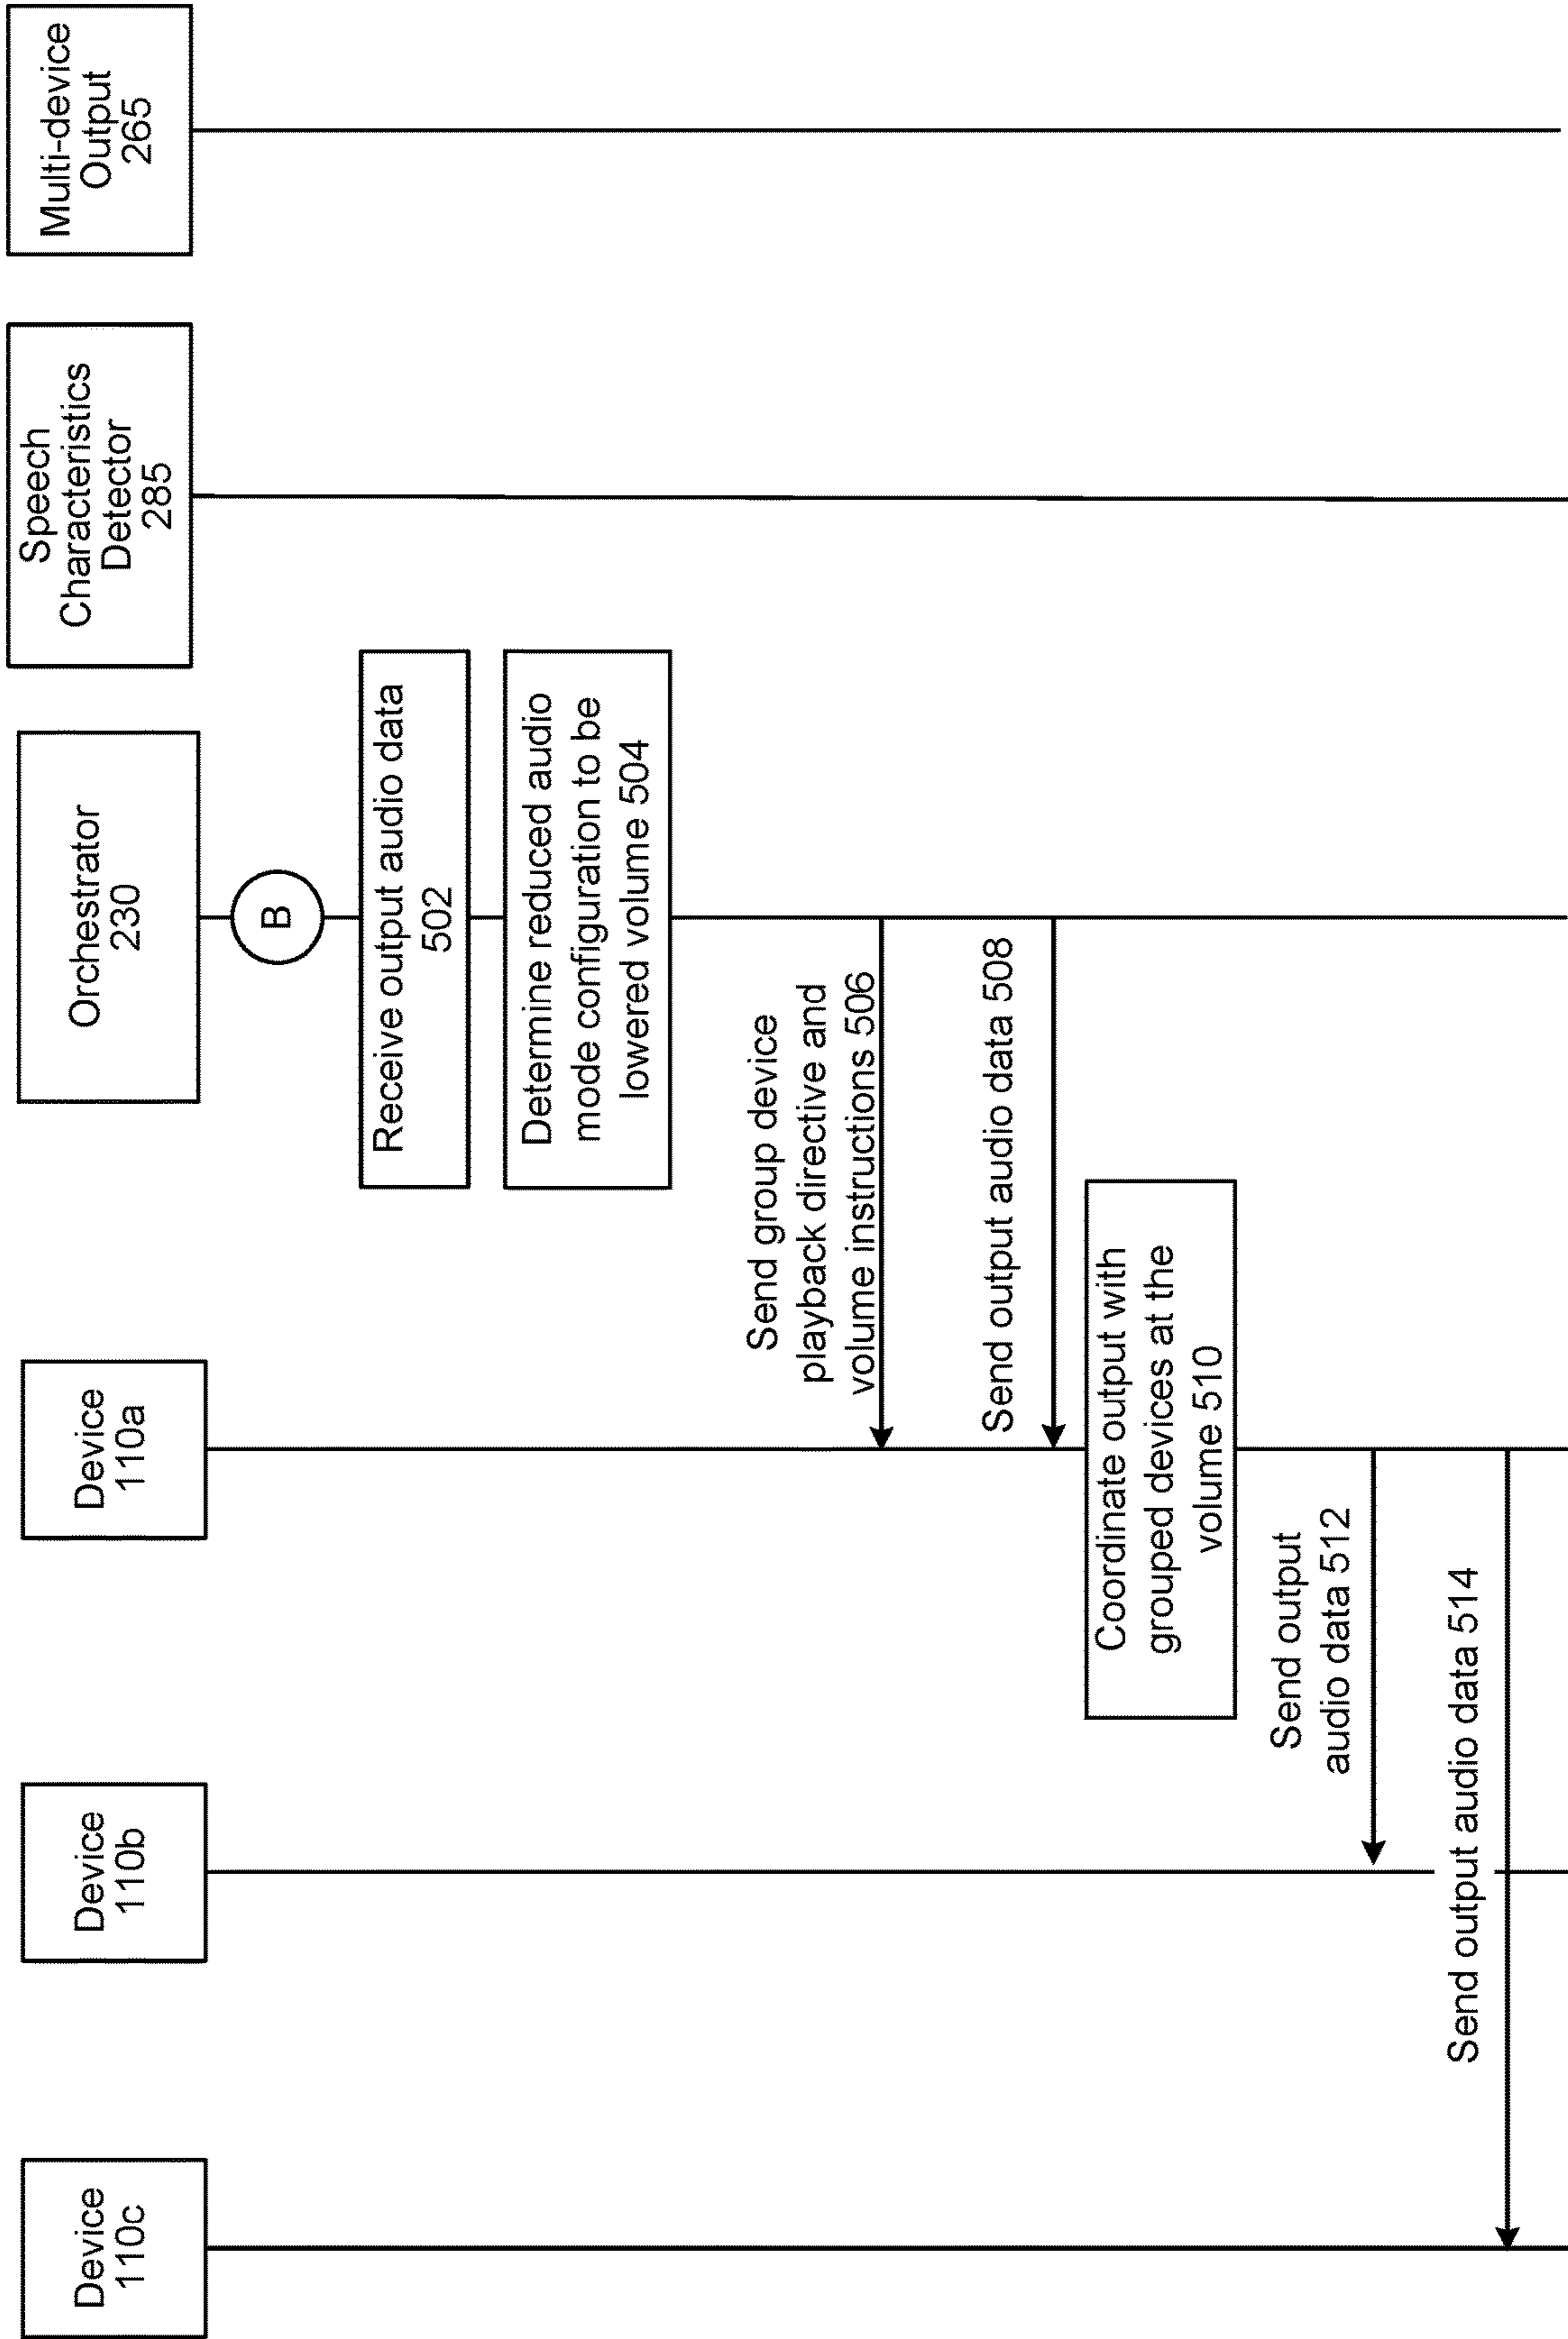 Device
110c
Device
110b
Device
110a
Orchestrator
230
Speech
Characteristics
Detector
285
Multi-device
Output
265
B
Receive output audio data
502
Determine reduced audio
mode configuration to be
lowered volume 504
Send group device
playback directive and
volume instructions 506
Send output audio data 508
Coordinate output with
grouped devices at the
volume 510
Send output
audio data 512
Send output audio data 514